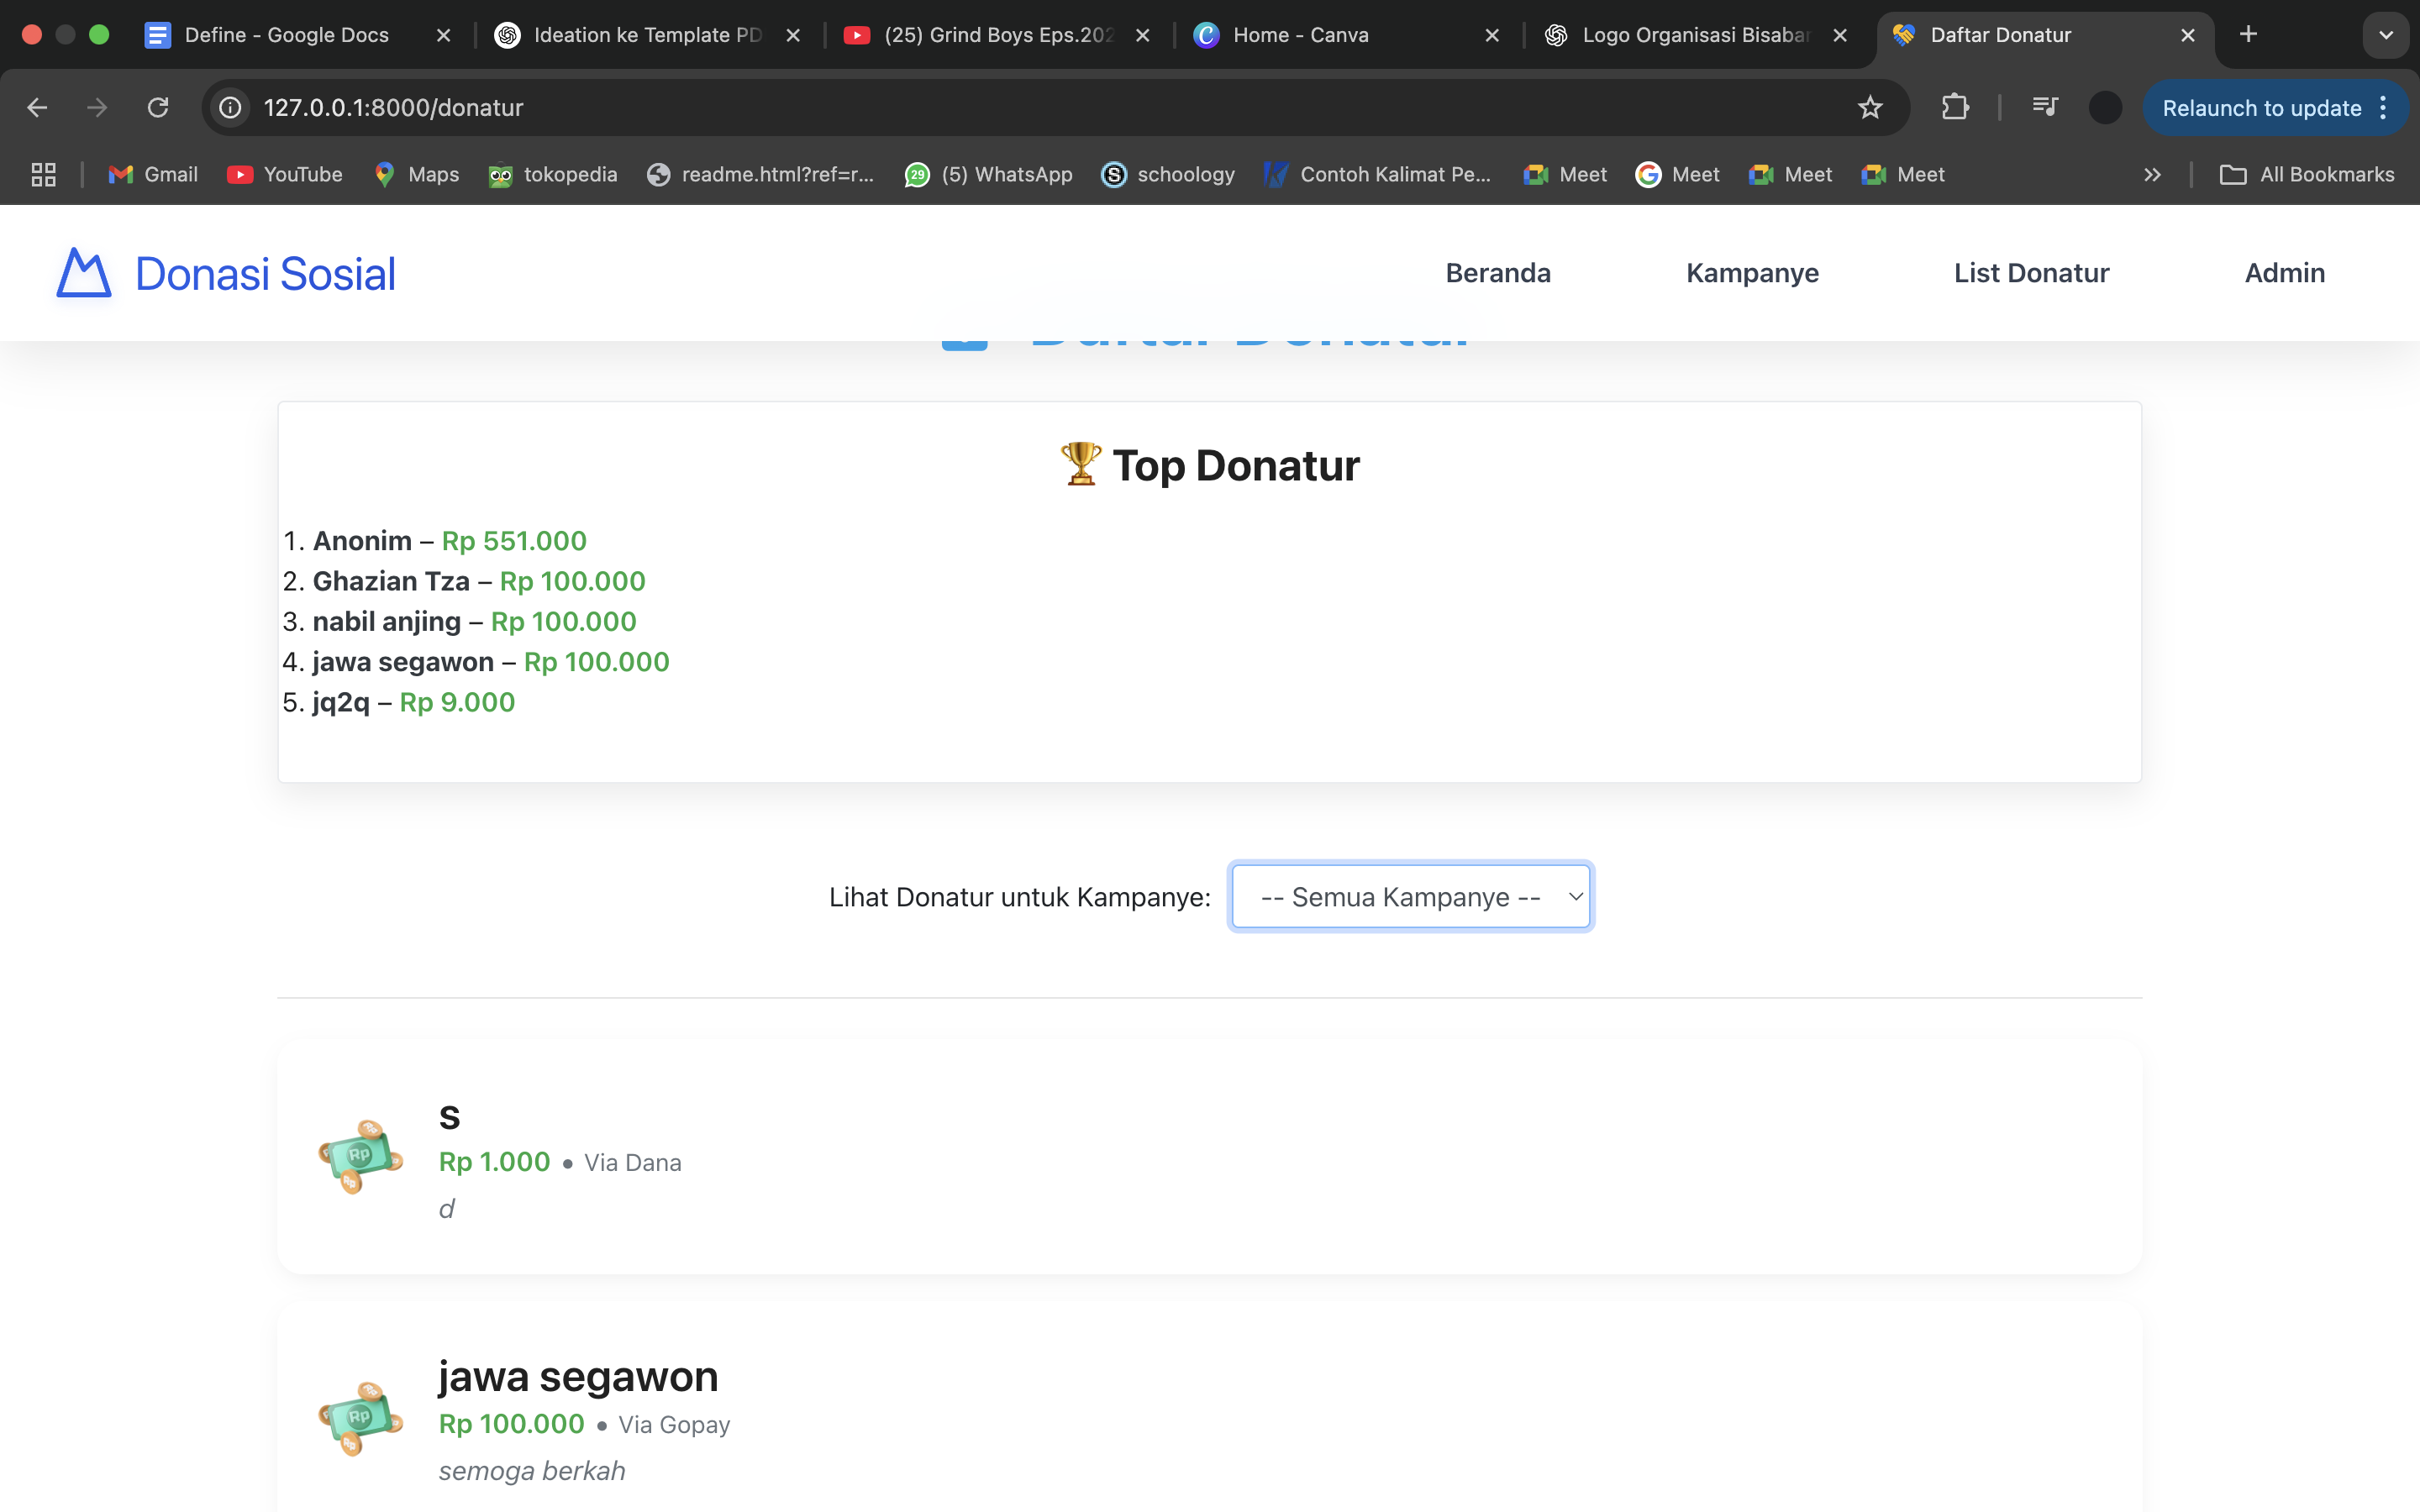 Define - Google Docs
Ideation ke Template PD
(25) Grind Boys Eps.202
Home - Canva
Logo Organisasi Bisabar
Daftar Donatur
127.0.0.1:8000/donatur
Relaunch to update
Gmail
YouTube
Maps
tokopedia
readme.html?ref=r...
29
(5) WhatsApp
schoology
Contoh Kalimat Pe...
Meet
Meet
Meet
Meet
All Bookmarks
Donasi Sosial
Beranda
Kampanye
List Donatur
Admin
Daftar Donatur
🏆 Top Donatur
1. Anonim – Rp 551.000
2. Ghazian Tza – Rp 100.000
3. nabil anjing – Rp 100.000
4. jawa segawon – Rp 100.000
5. jq2q – Rp 9.000
Lihat Donatur untuk Kampanye:
-- Semua Kampanye --
s
Rp 1.000 • Via Dana
d
jawa segawon
Rp 100.000 • Via Gopay
semoga berkah